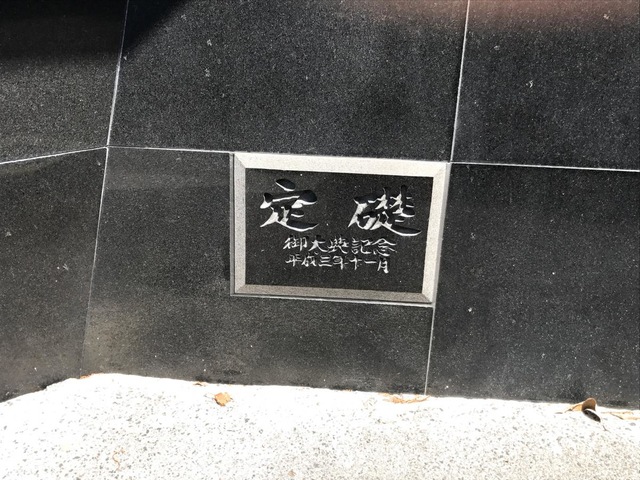 定礎
御大典記念
平成三年十一月